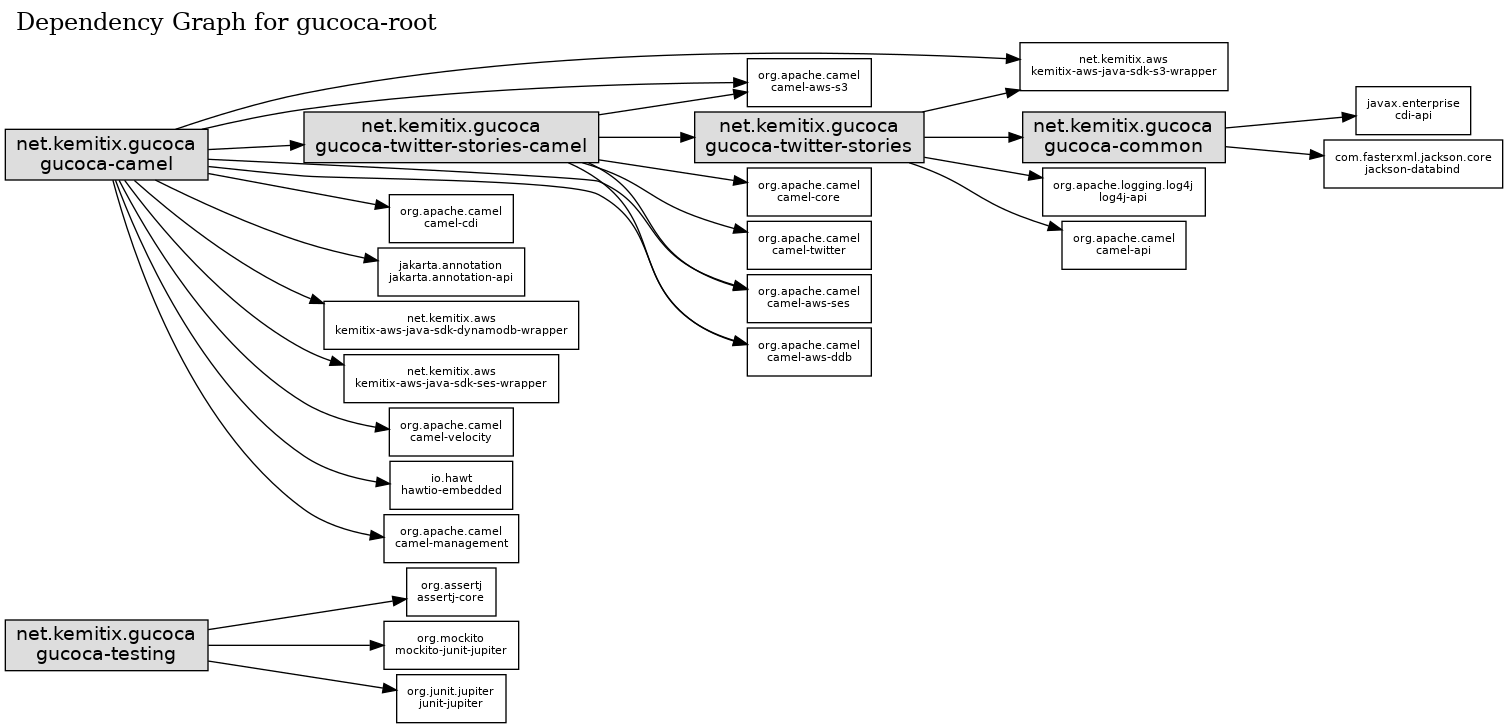 Dependency Graph for gucoca-root
net.kemitix.gucoca
gucoca-camel
net.kemitix.gucoca
gucoca-twitter-stories-camel
org.apache.camel
camel-aws-s3
net.kemitix.gucoca
gucoca-twitter-stories
net.kemitix.aws
kemitix-aws-java-sdk-s3-wrapper
net.kemitix.gucoca
gucoca-common
javax.enterprise
cdi-api
com.fasterxml.jackson.core
jackson-databind
org.apache.camel
camel-core
org.apache.logging.log4j
log4j-api
org.apache.camel
camel-cdi
org.apache.camel
camel-twitter
org.apache.camel
camel-api
jakarta.annotation
jakarta.annotation-api
org.apache.camel
camel-aws-ses
net.kemitix.aws
kemitix-aws-java-sdk-dynamodb-wrapper
org.apache.camel
camel-aws-ddb
net.kemitix.aws
kemitix-aws-java-sdk-ses-wrapper
org.apache.camel
camel-velocity
io.hawt
hawtio-embedded
org.apache.camel
camel-management
net.kemitix.gucoca
gucoca-testing
org.assertj
assertj-core
org.mockito
mockito-junit-jupiter
org.junit.jupiter
junit-jupiter